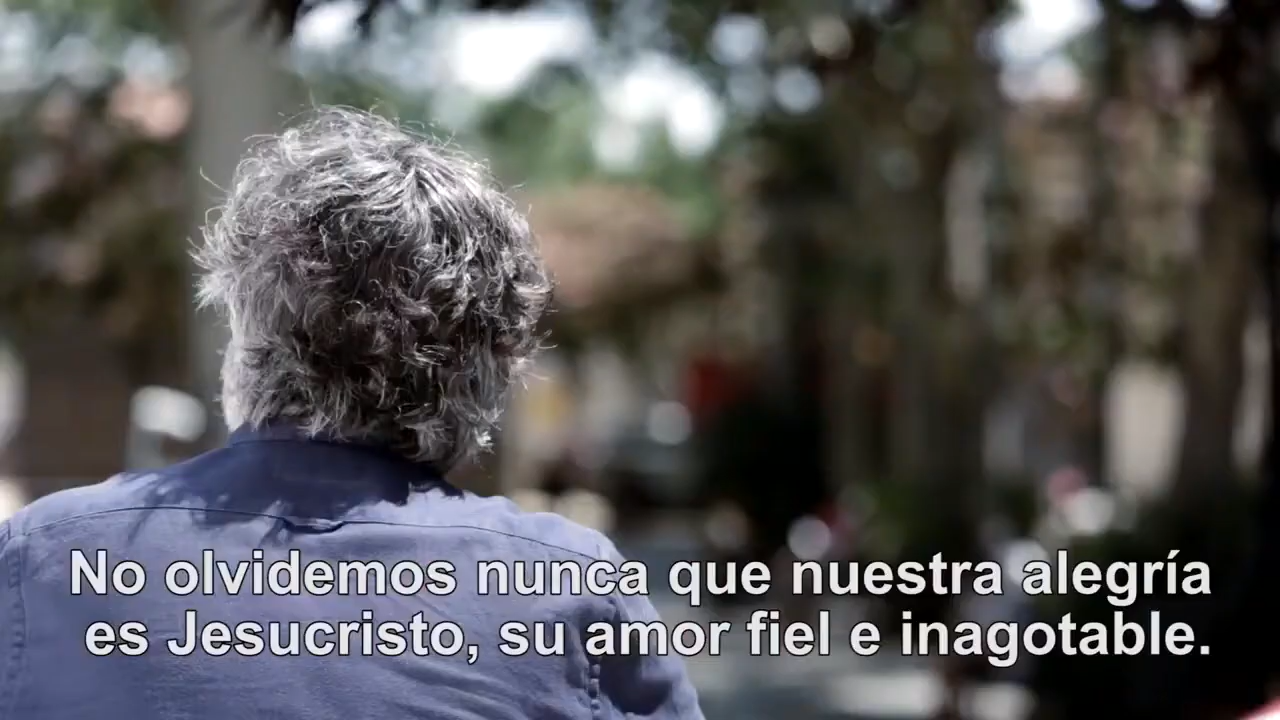 No olvidemos nunca que nuestra alegría
es Jesucristo, su amor fiel e inagotable.